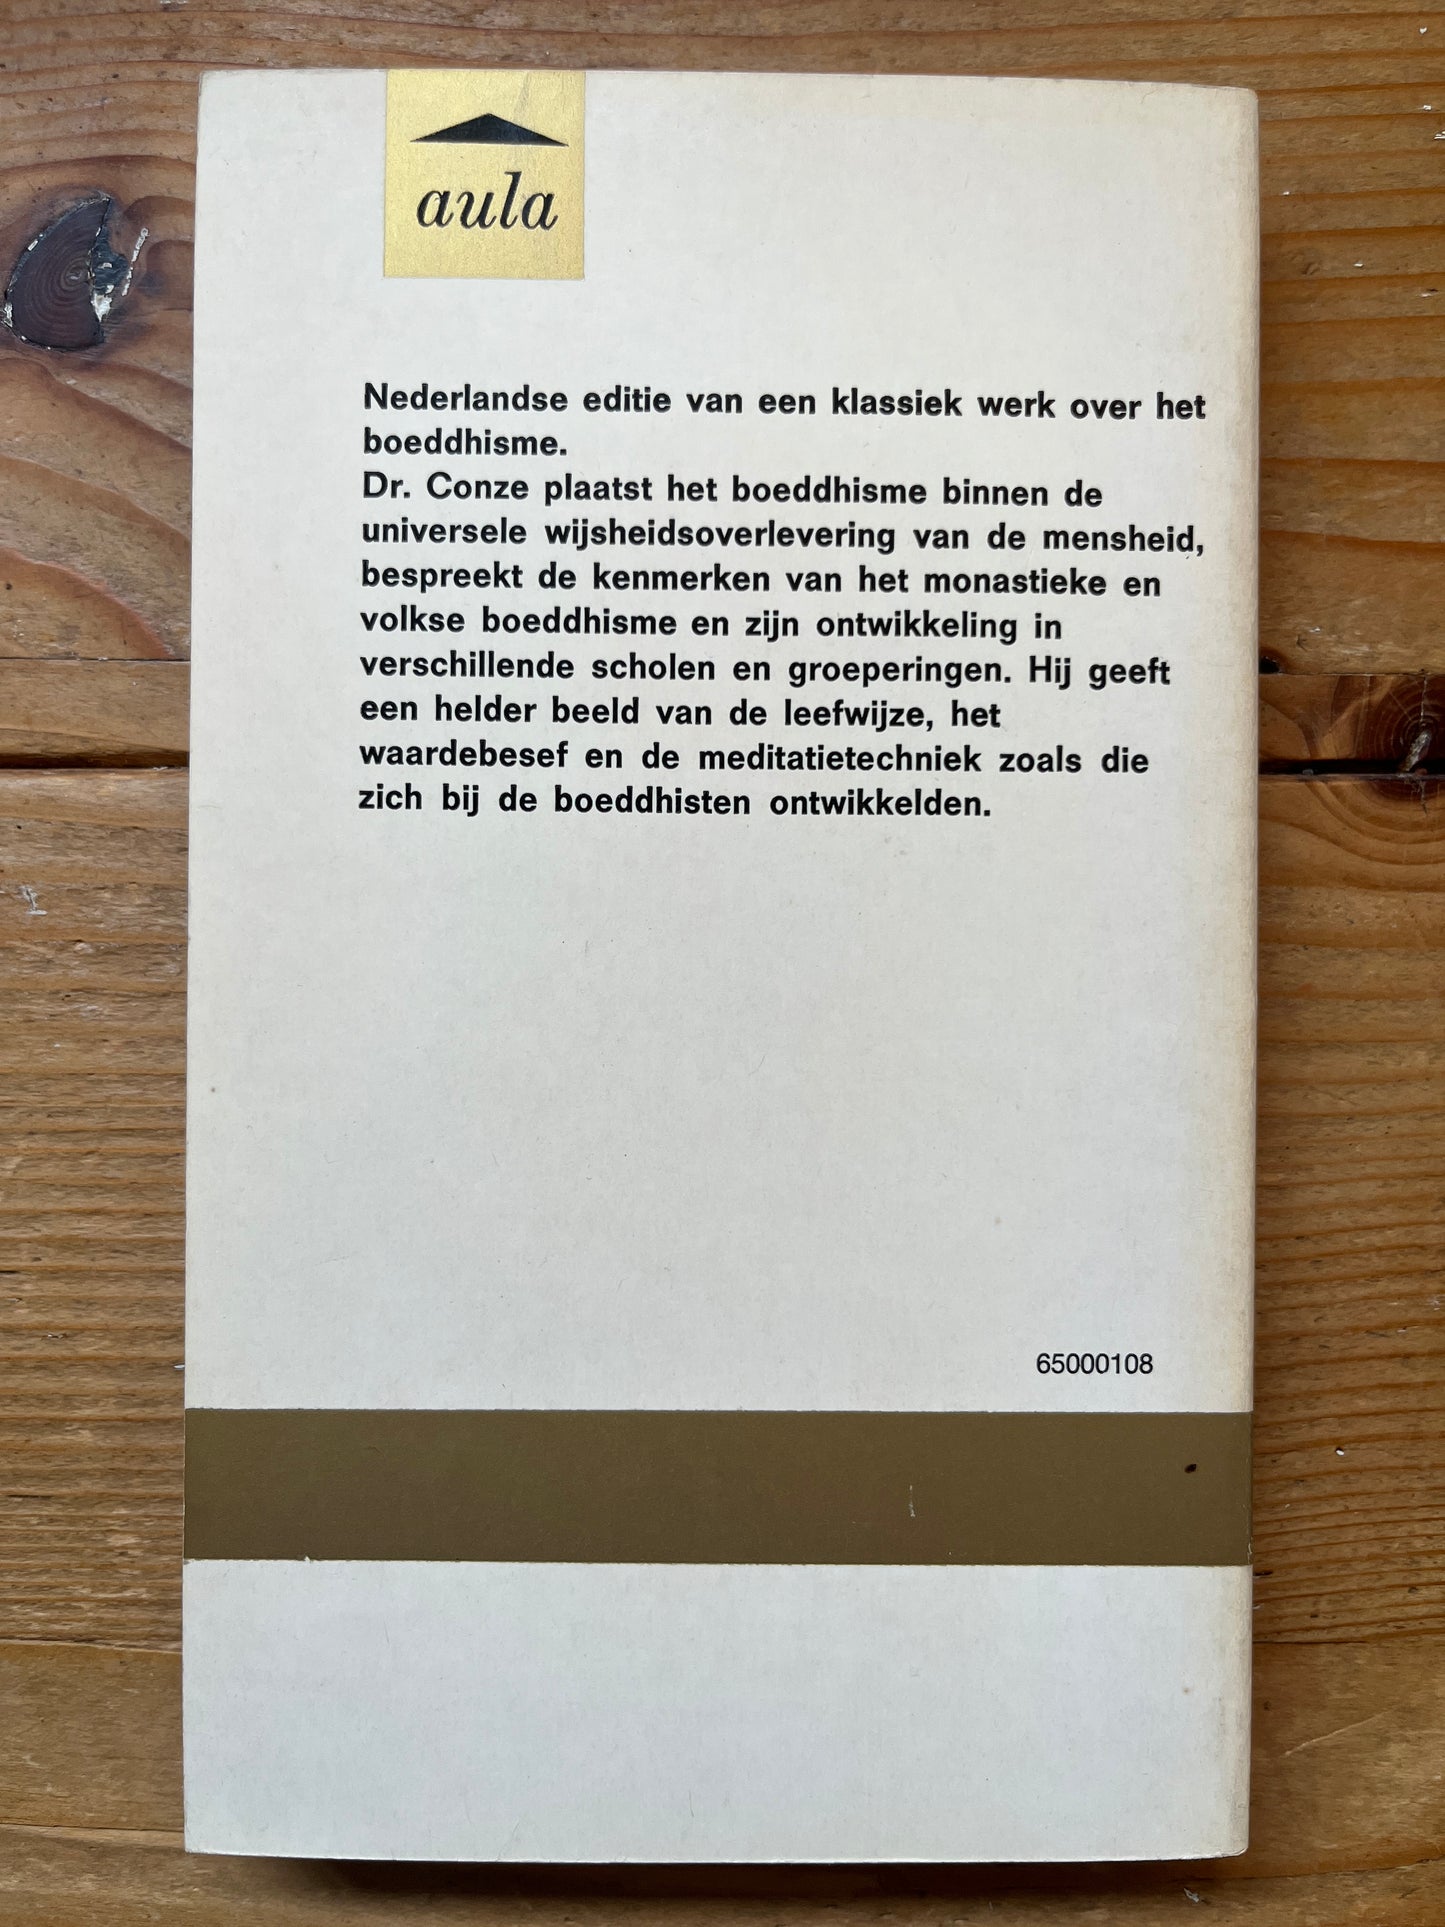 aula
Nederlandse editie van een klassiek werk over het
boeddhisme.
Dr. Conze plaatst het boeddhisme binnen de
universele wijsheidsoverlevering van de mensheid,
bespreekt de kenmerken van het monastieke en
volkse boeddhisme en zijn ontwikkeling in
verschillende scholen en groeperingen. Hij geeft
een helder beeld van de leefwijze, het
waardebesef en de meditatietechniek zoals die
zich bij de boeddhisten ontwikkelden.
65000108